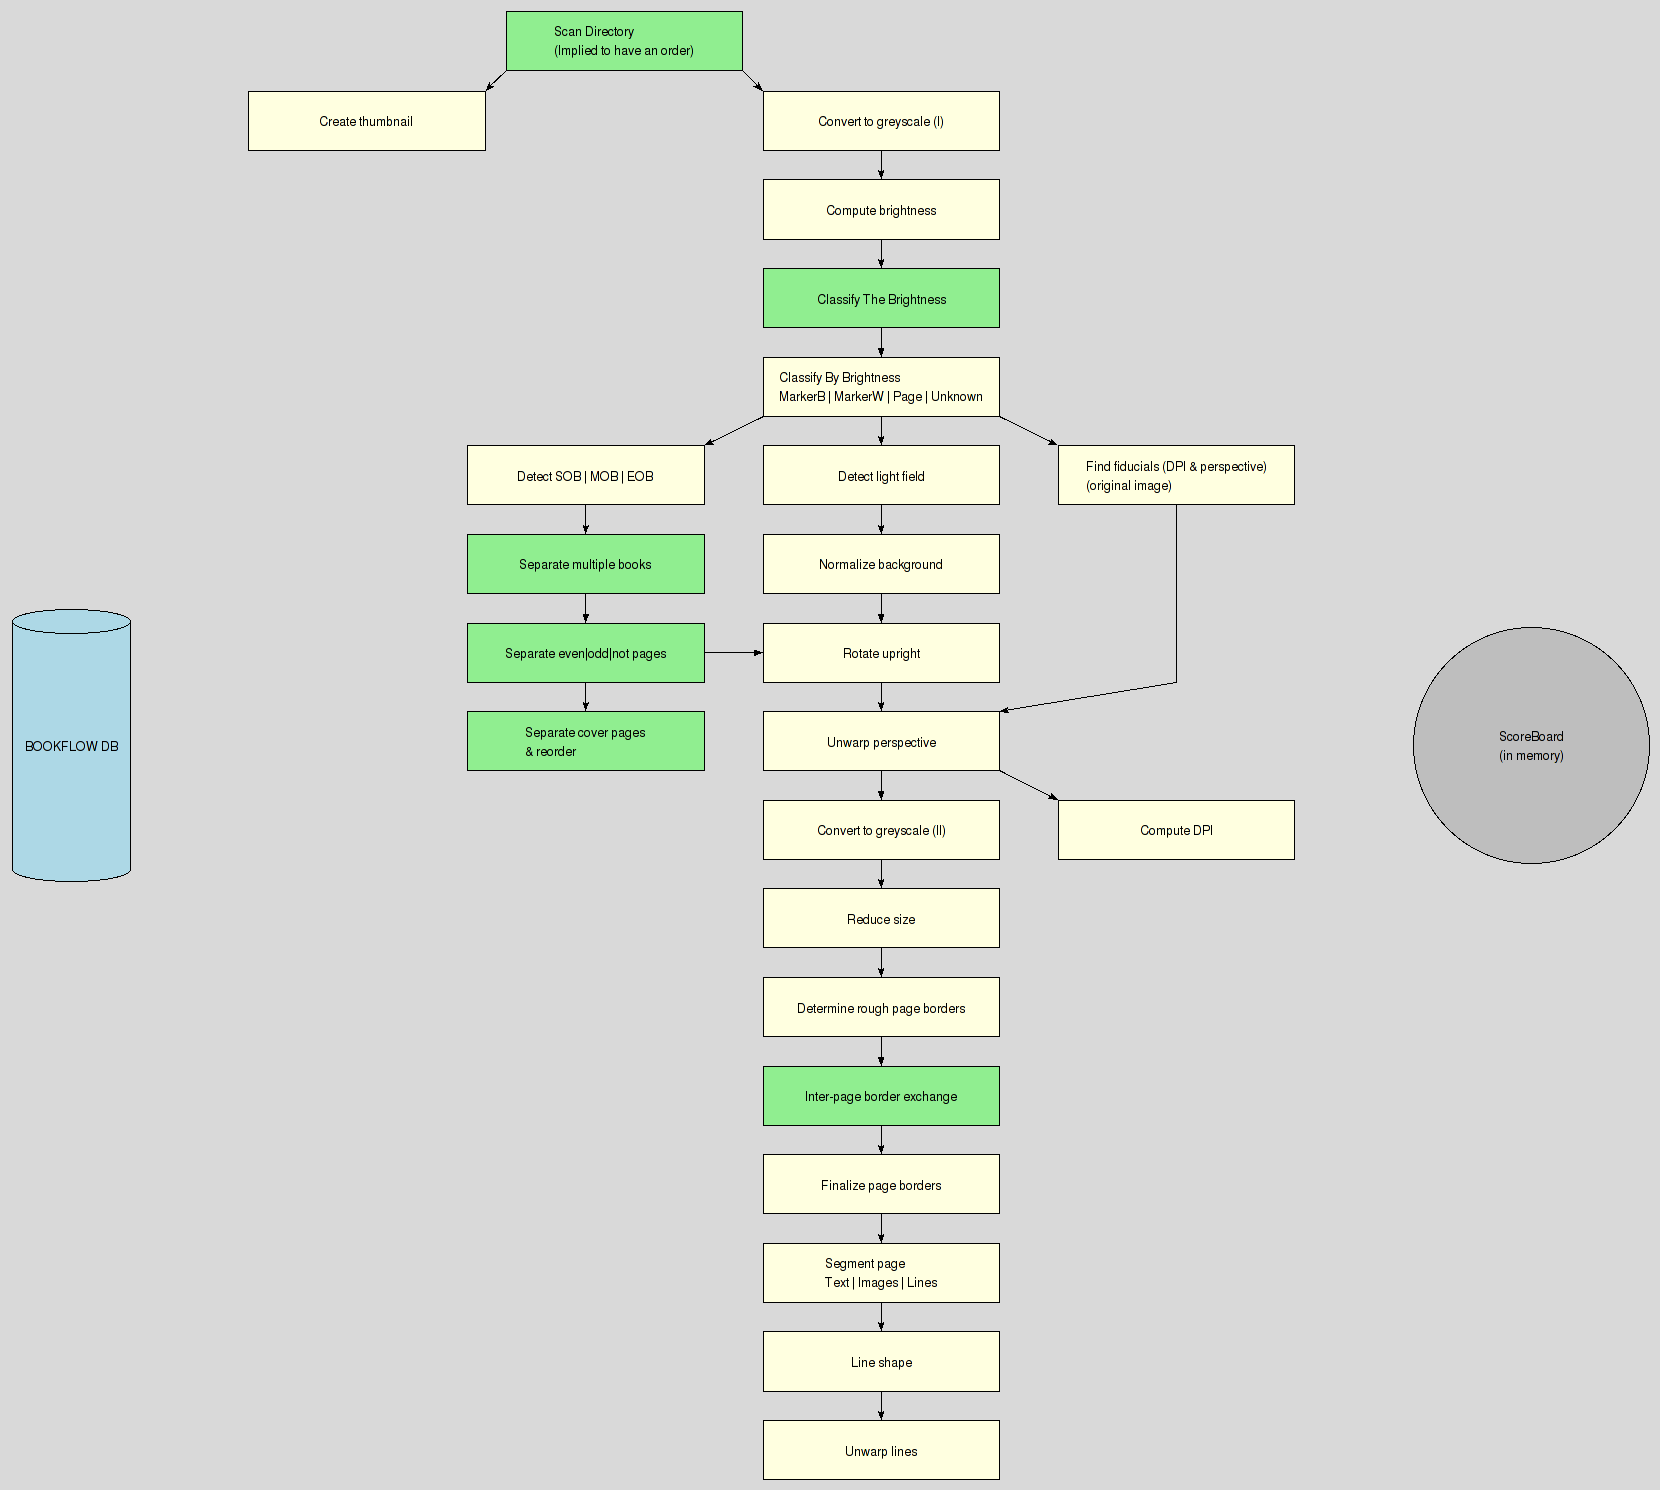 Scan Directory
(Implied to have an order)
Create thumbnail
Convert to greyscale (I)
Compute brightness
Classify The Brightness
Classify By Brightness
MarkerB | MarkerW | Page | Unknown
Detect SOB | MOB | EOB
Detect light field
Find fiducials (DPI & perspective)
(original image)
Separate multiple books
Normalize background
Separate even|odd|not pages
Rotate upright
Separate cover pages
& reorder
Unwarp perspective
BOOKFLOW DB
ScoreBoard
(in memory)
Convert to greyscale (II)
Compute DPI
Reduce size
Determine rough page borders
Inter-page border exchange
Finalize page borders
Segment page
Text | Images | Lines
Line shape
Unwarp lines